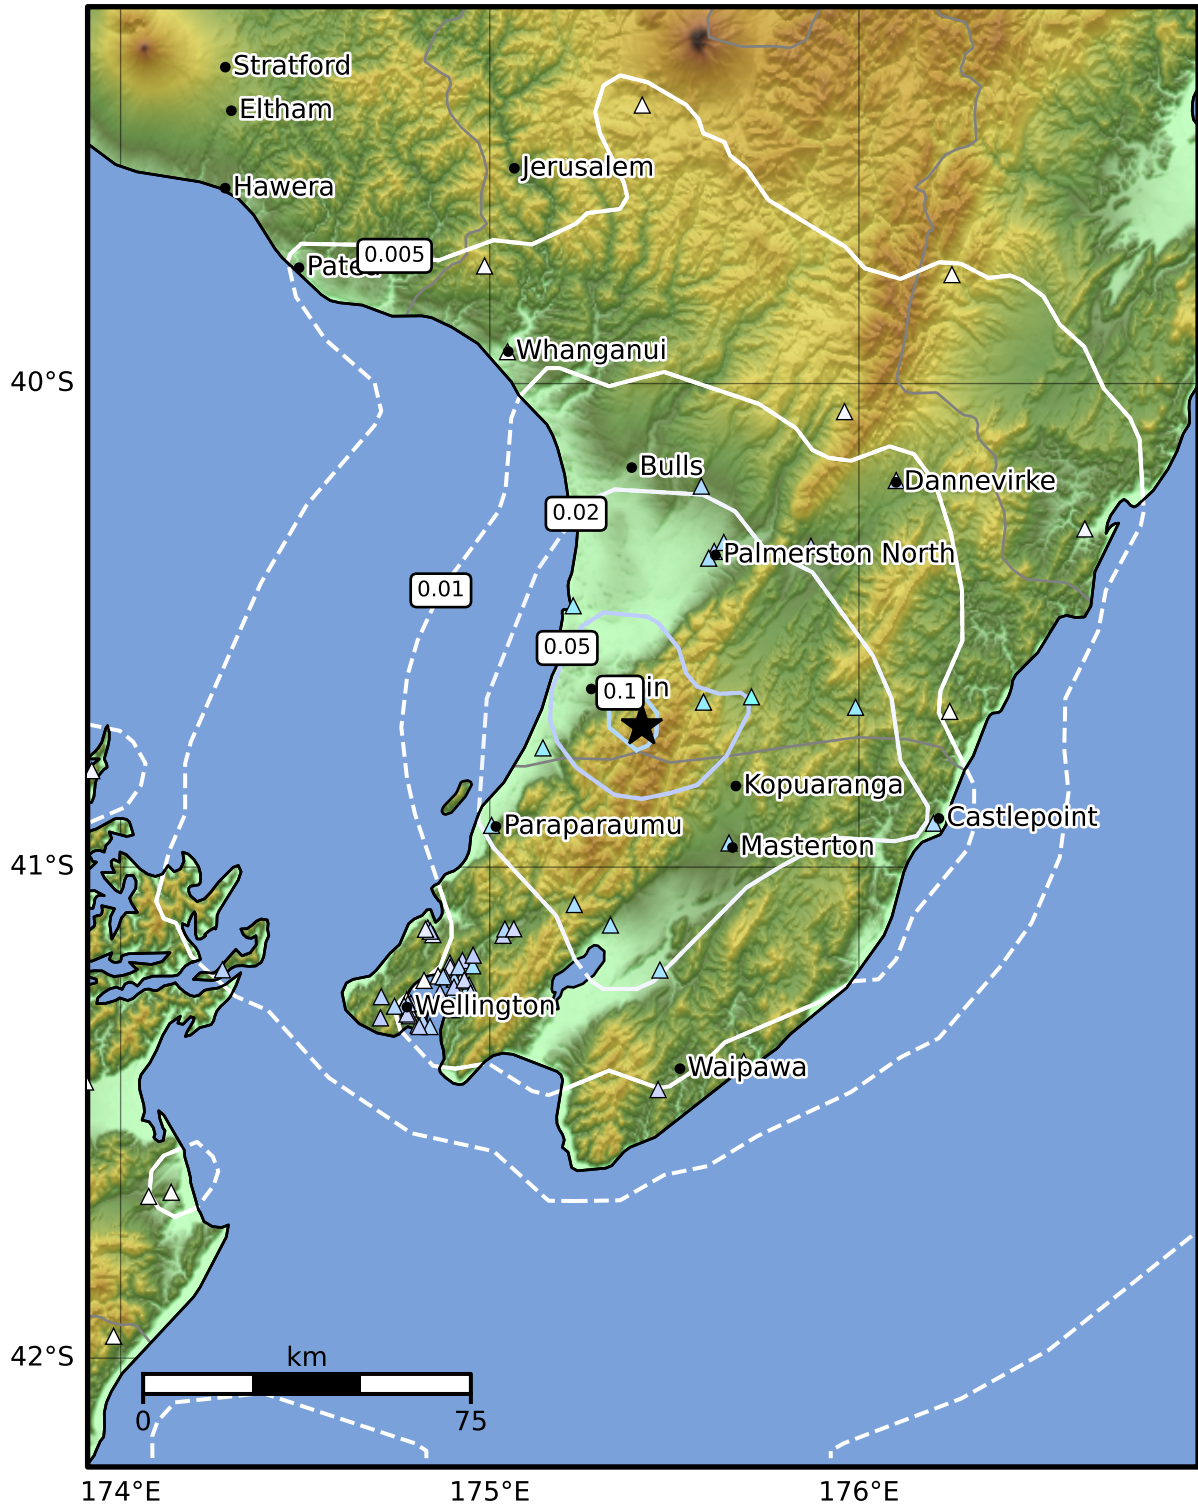 Stratford
Eltham
Jerusalem
Hawera
0.005
Whanganui
40°S
Bulls
Dannevirke
0.02
Palmerston North
0.01
0.05
0.1
Kopuaranga
Castlepoint
Paraparaumu
Masterton
41°S
Wellington
Waipawa
42°S
km
0 75
174°E 175°E 176°E